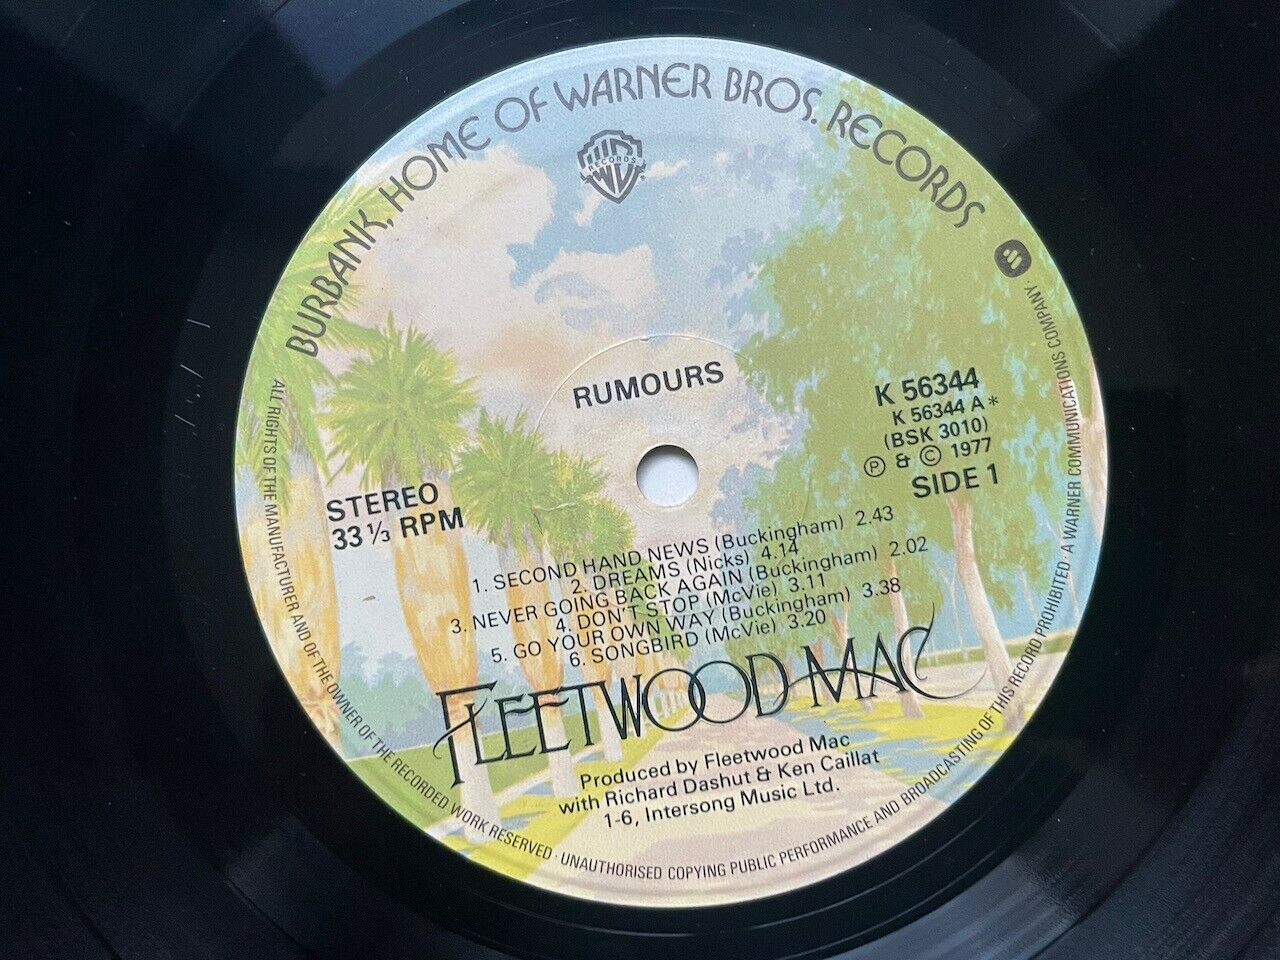 BURBANK, HOME OF WARNER BROS. RECORDS
W RECORDS
RUMOURS
K 56344
K 56344 A *
(BSK 3010)
Ⓟ & © 1977
SIDE 1
STEREO
33 ⅓ RPM
1. SECOND HAND NEWS (Buckingham) 2.43
2. DREAMS (Nicks) 4.14
3. NEVER GOING BACK AGAIN (Buckingham) 2.02
4. DON'T STOP (McVie) 3.11
5. GO YOUR OWN WAY (Buckingham) 3.38
6. SONGBIRD (McVie) 3.20
FLEETWOOD MAC
Produced by Fleetwood Mac
with Richard Dashut & Ken Caillat
1-6, Intersong Music Ltd.
ALL RIGHTS OF THE MANUFACTURER AND OF THE OWNER OF THE RECORDED WORK RESERVED · UNAUTHORISED COPYING PUBLIC PERFORMANCE AND BROADCASTING OF THIS RECORD PROHIBITED · A WARNER COMMUNICATIONS COMPANY